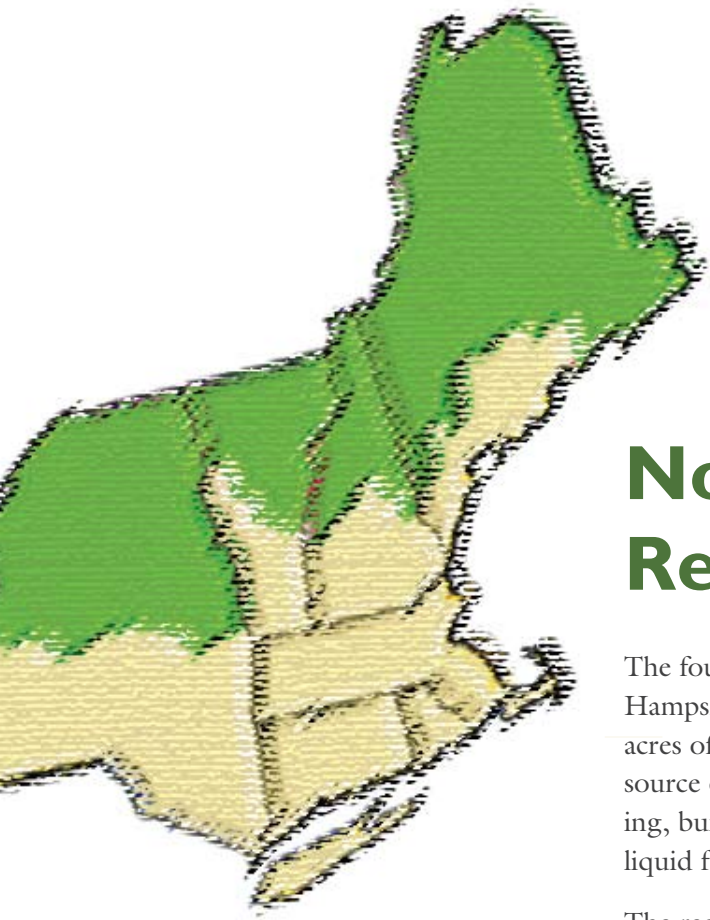 No
Re
The fou
Hamps
acres of
source
ing, bu
liquid f